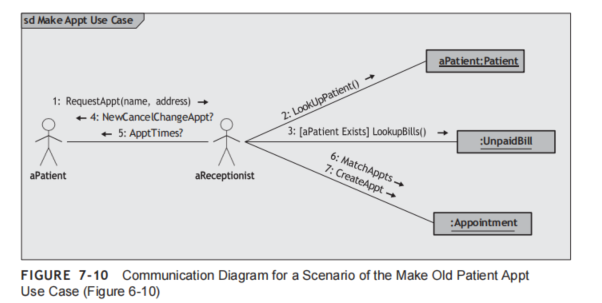 sd Make Appt Use Case
aPatient:Patient
2: LookUpPatient() →
1: RequestAppt(name, address) →
← 4: NewCancelChangeAppt?
← 5: ApptTimes?
3: [aPatient Exists] LookupBills() →
:UnpaidBill
6: MatchAppts →
7: CreateAppt →
aPatient
aReceptionist
:Appointment
FIGURE 7-10 Communication Diagram for a Scenario of the Make Old Patient Appt
Use Case (Figure 6-10)